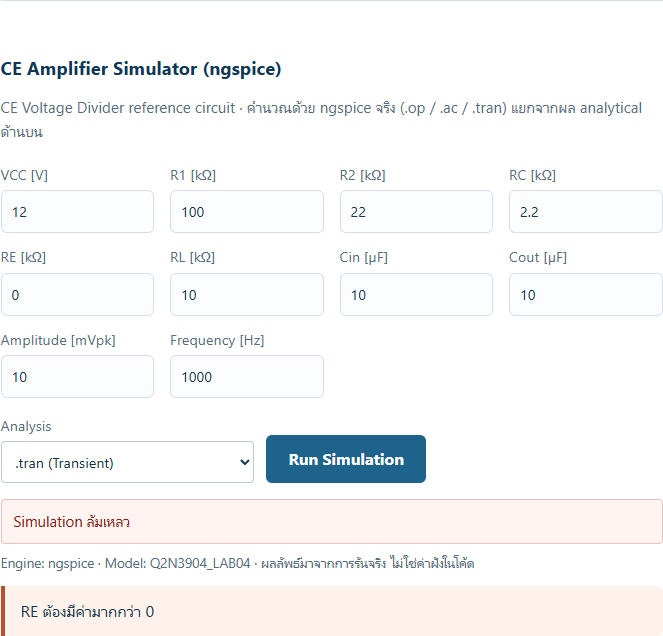 CE Amplifier Simulator (ngspice)
CE Voltage Divider reference circuit · คำนวณด้วย ngspice จริง (.op / .ac / .tran) แยกจากผล analytical
ด้านบน
VCC [V] R1 [kΩ] R2 [kΩ] RC [kΩ]
12 100 22 2.2
RE [kΩ] RL [kΩ] Cin [µF] Cout [µF]
0 10 10 10
Amplitude [mVpk] Frequency [Hz]
10 1000
Analysis
.tran (Transient) Run Simulation
Simulation ล้มเหลว
Engine: ngspice · Model: Q2N3904_LAB04 · ผลลัพธ์มาจากการรันจริง ไม่ใช่ค่าฝังในโค้ด
RE ต้องมีค่ามากกว่า 0